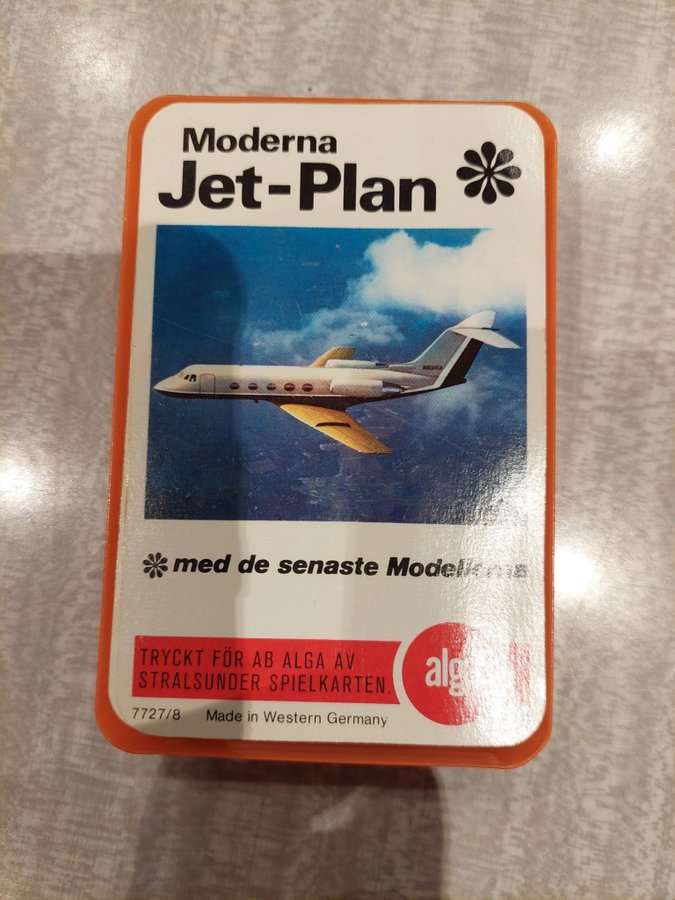 Moderna
Jet-Plan
med de senaste Modellerna
TRYCKT FÖR AB ALGA AV
STRALSUNDER SPIELKARTEN.
alga
7727/8 Made in Western Germany